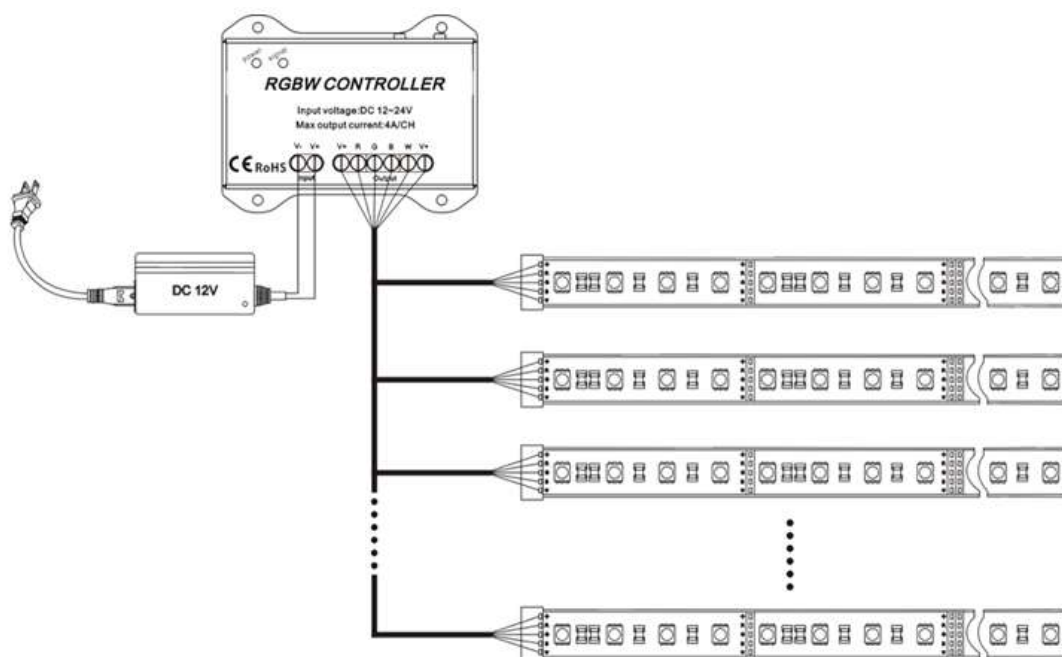 power signal
RGBW CONTROLLER
Input voltage:DC 12~24V
Max output current:4A/CH
V- V+ V+ R G B W V+
CE RoHS
Input Output
DC 12V